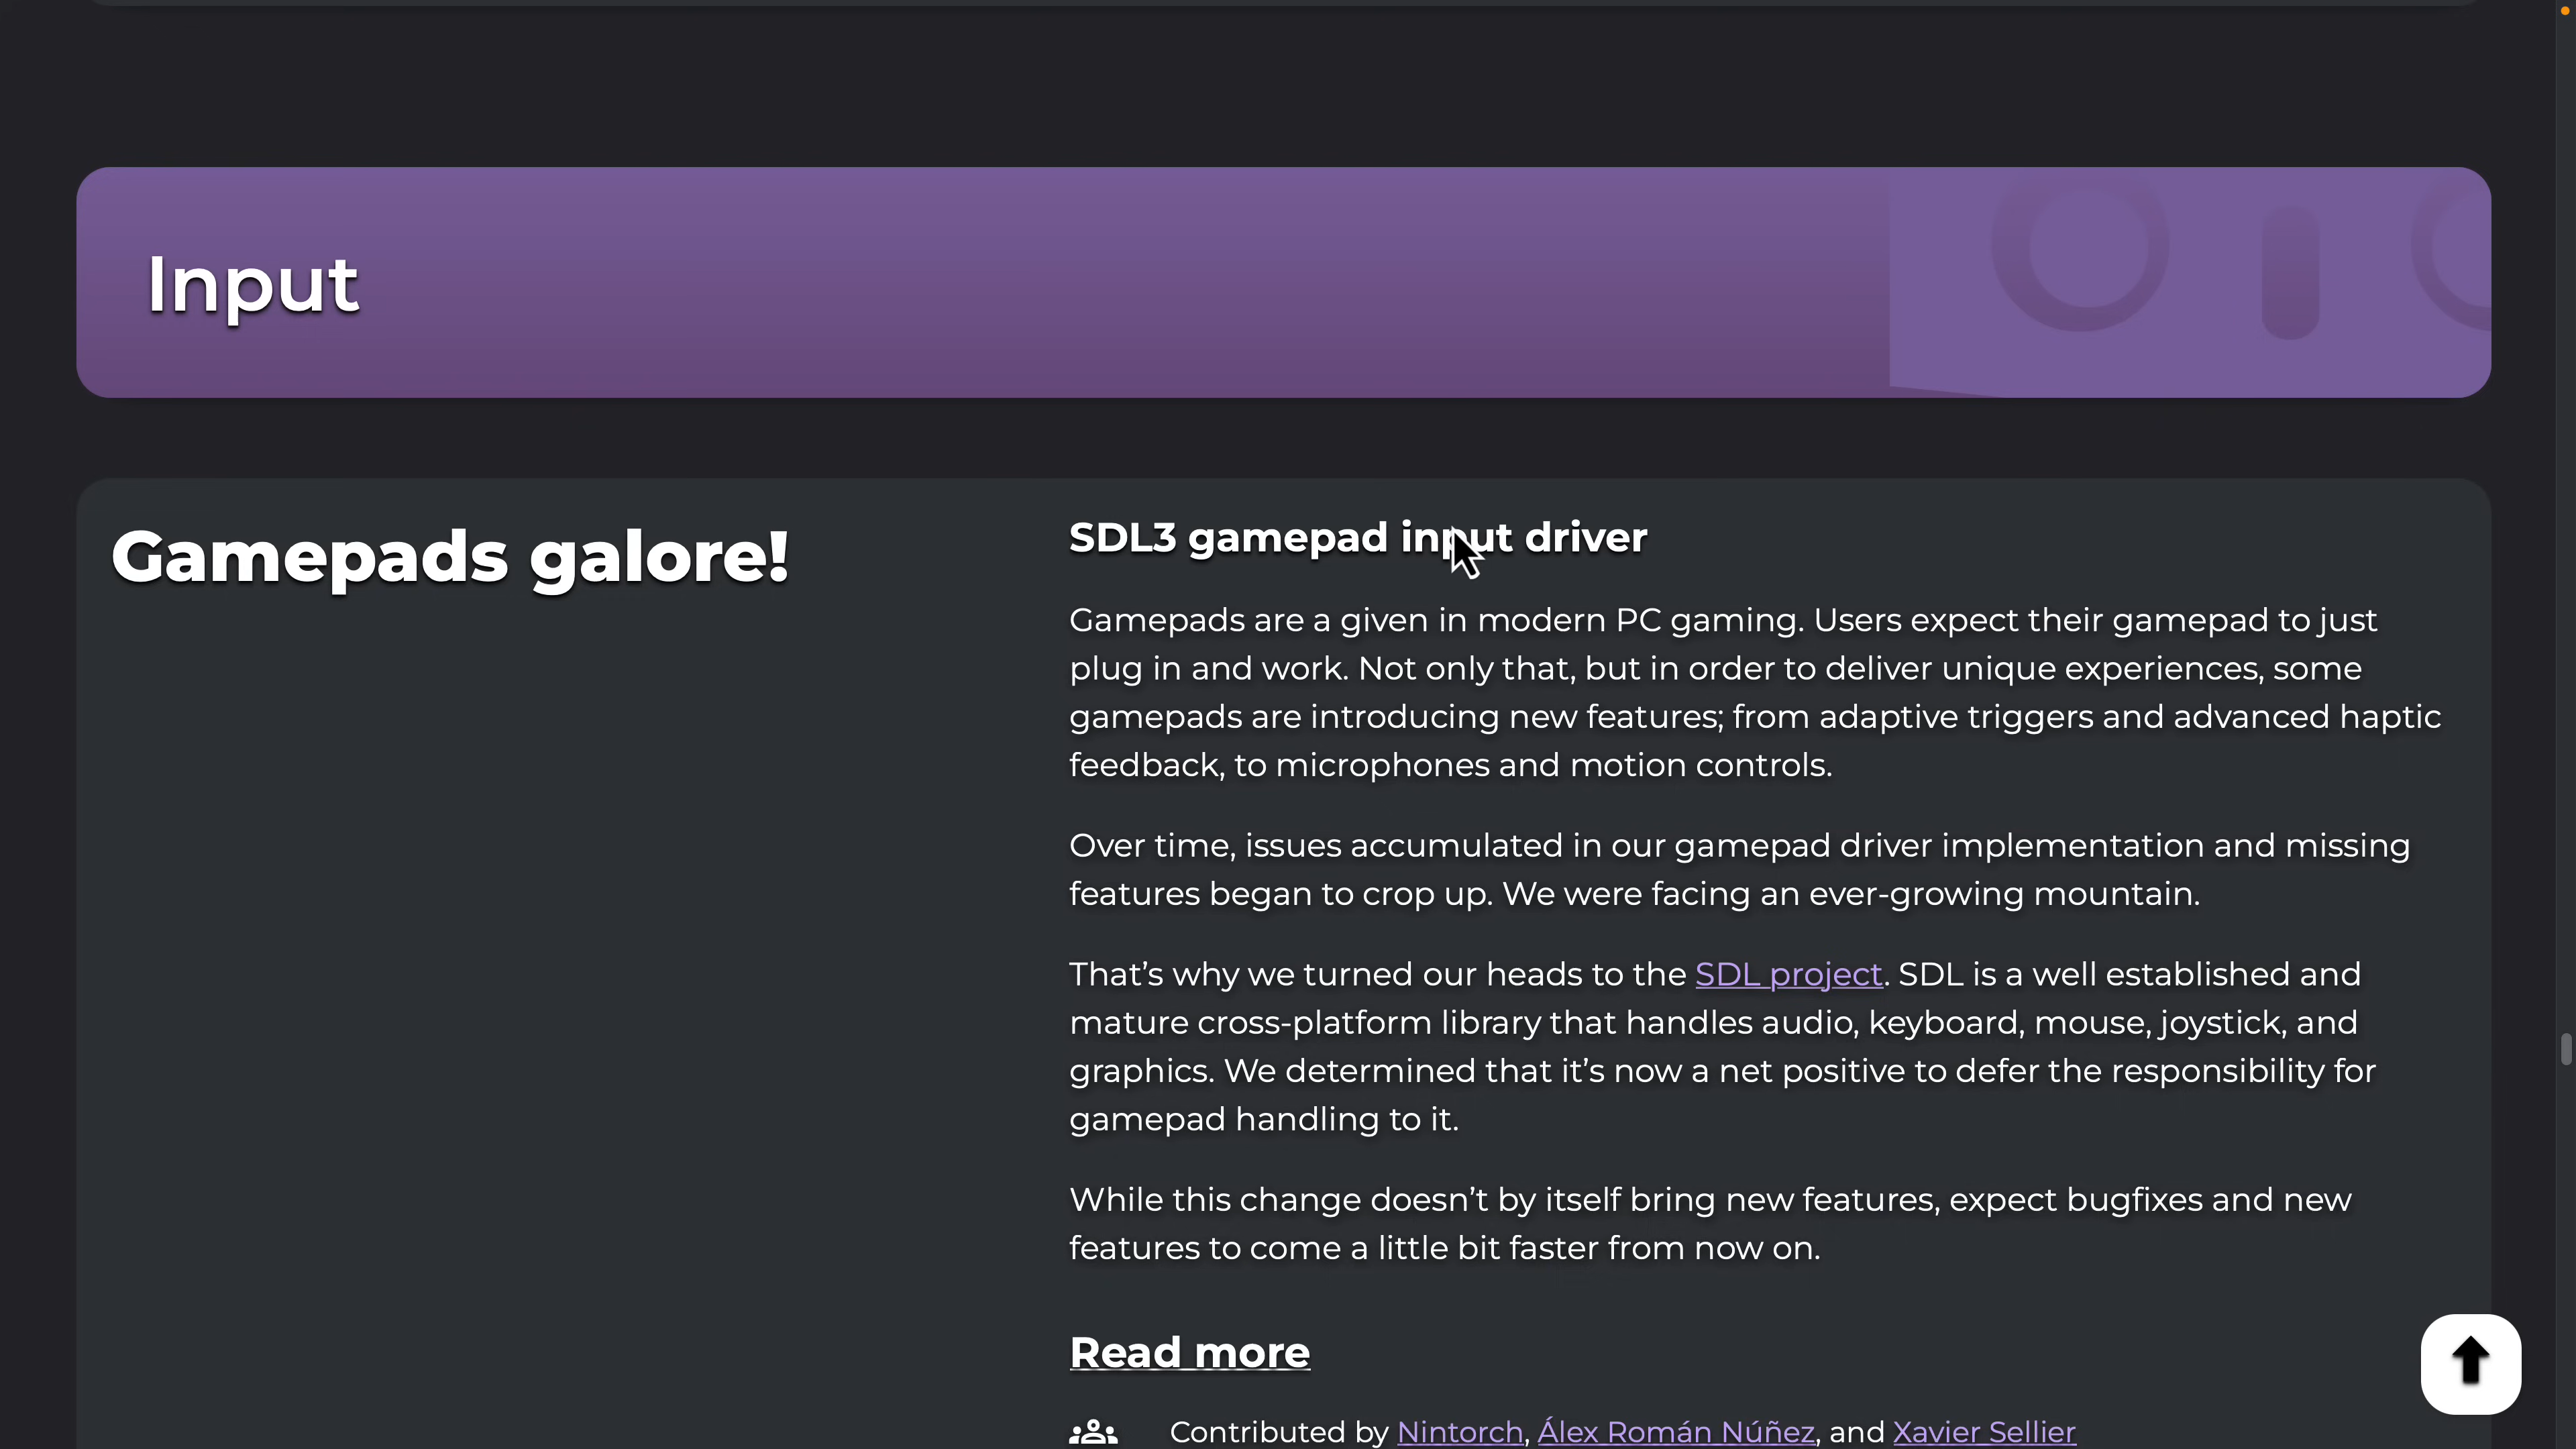 Input
Gamepads galore!
SDL3 gamepad input driver
Gamepads are a given in modern PC gaming. Users expect their gamepad to just
plug in and work. Not only that, but in order to deliver unique experiences, some
gamepads are introducing new features; from adaptive triggers and advanced haptic
feedback, to microphones and motion controls.
Over time, issues accumulated in our gamepad driver implementation and missing
features began to crop up. We were facing an ever-growing mountain.
That’s why we turned our heads to the SDL project. SDL is a well established and
mature cross-platform library that handles audio, keyboard, mouse, joystick, and
graphics. We determined that it’s now a net positive to defer the responsibility for
gamepad handling to it.
While this change doesn’t by itself bring new features, expect bugfixes and new
features to come a little bit faster from now on.
Read more
Contributed by Nintorch, Álex Román Núñez, and Xavier Sellier